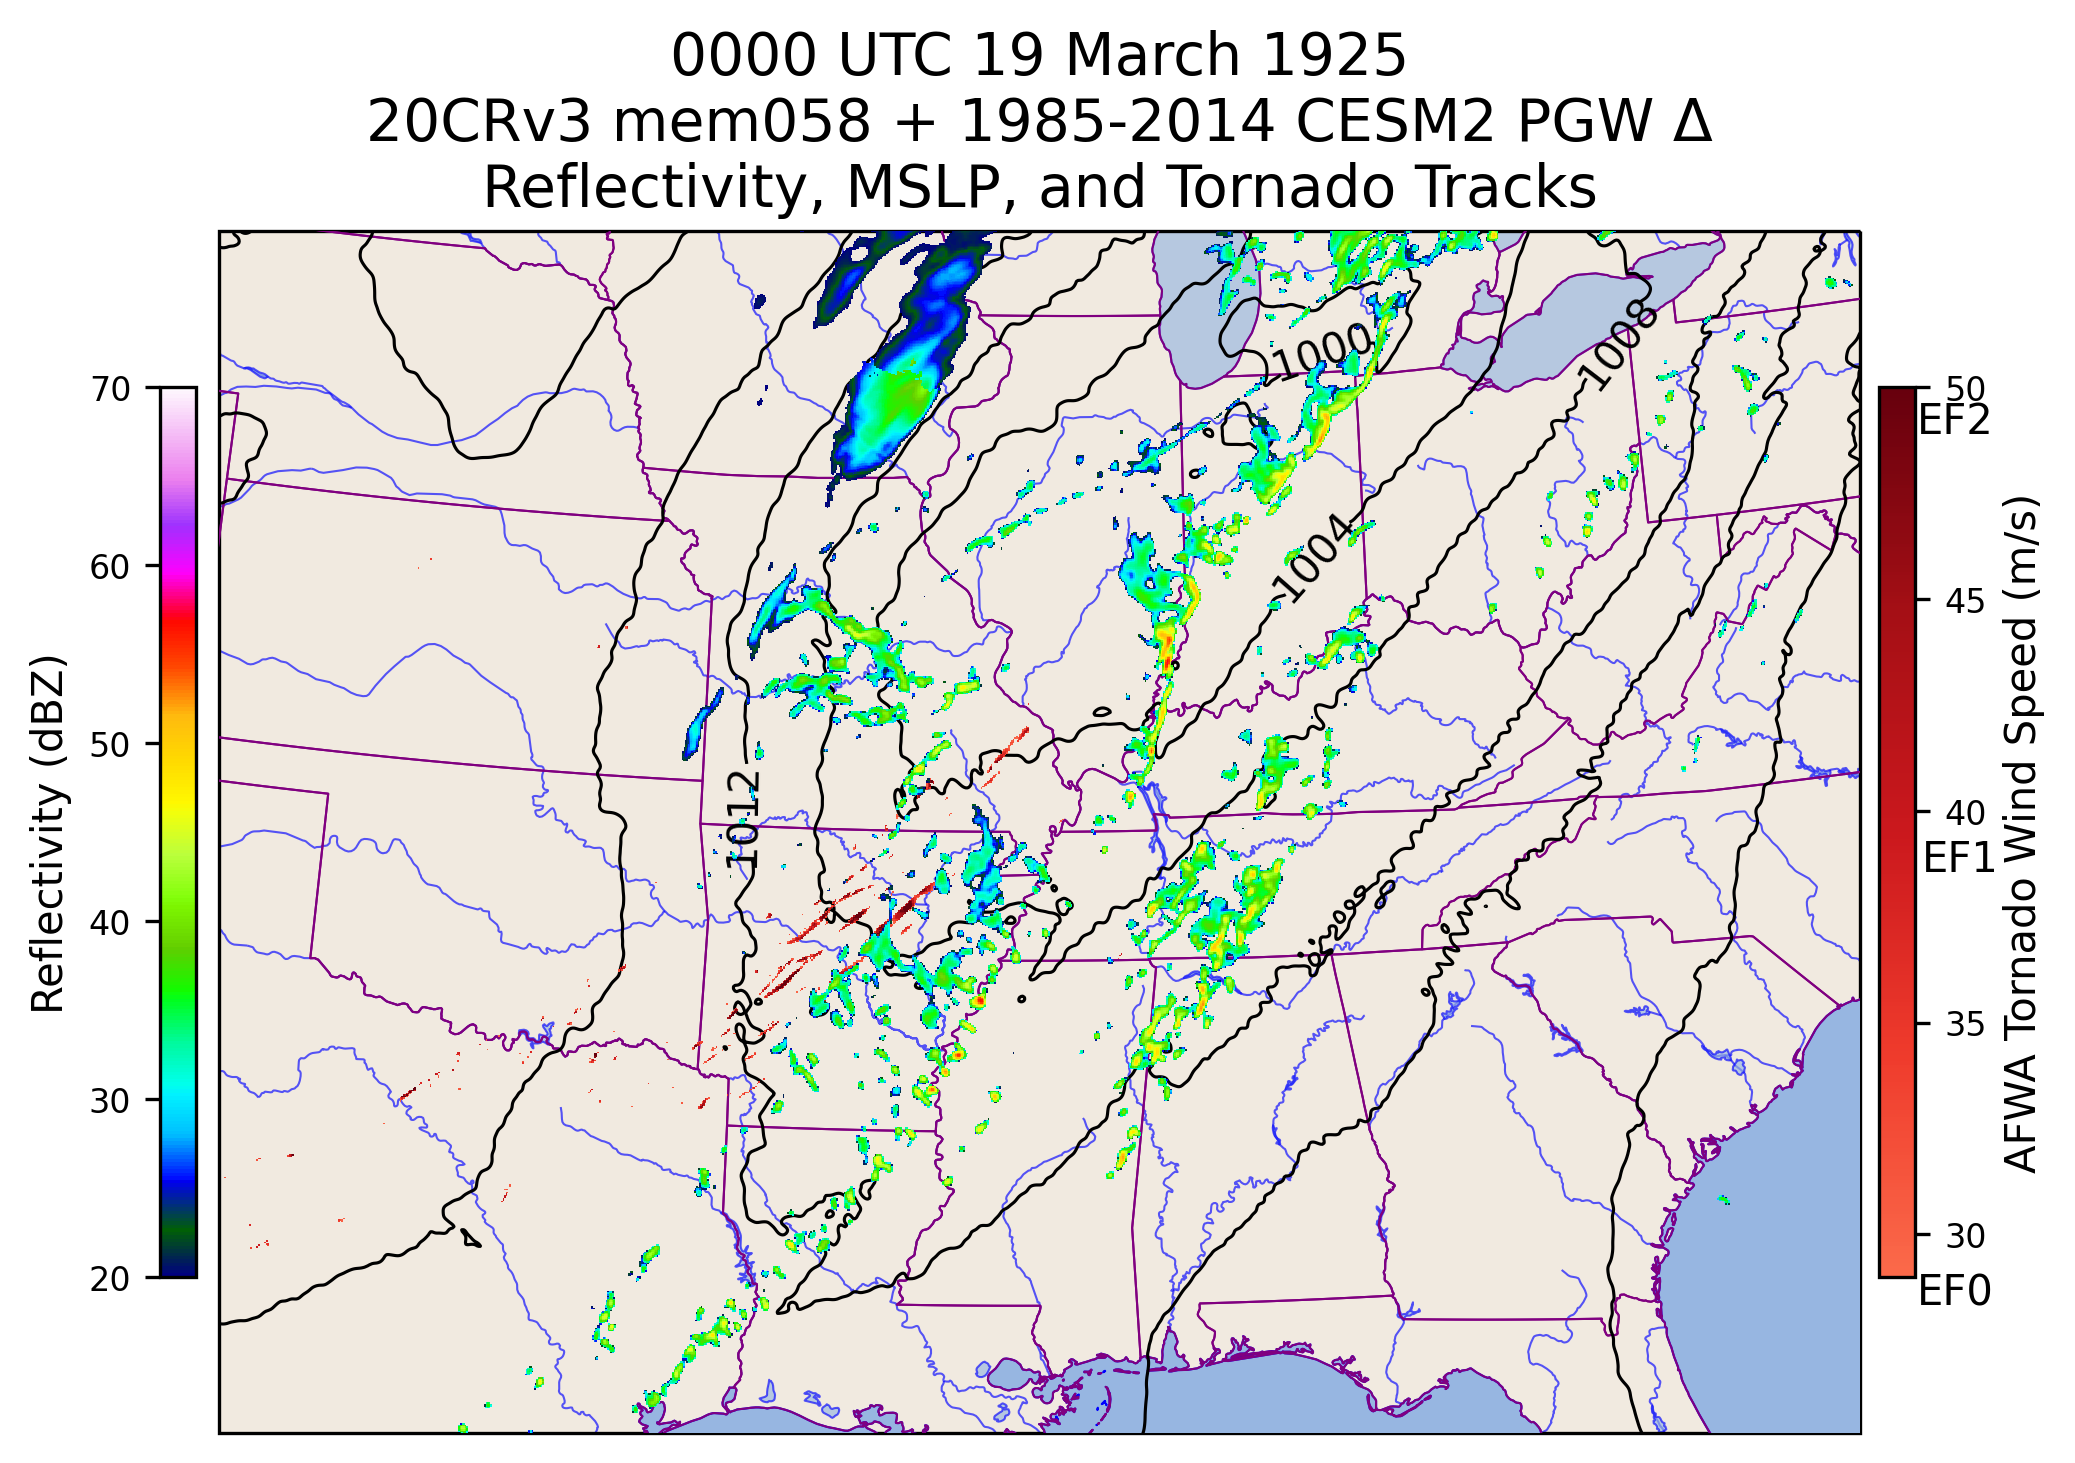 0000 UTC 19 March 1925
20CRv3 mem058 + 1985-2014 CESM2 PGW Δ
Reflectivity, MSLP, and Tornado Tracks
Reflectivity (dBZ)
70
60
50
40
30
20
1000
1008
1004
1012
50
EF2
45
40
EF1
35
30
EF0
AFWA Tornado Wind Speed (m/s)